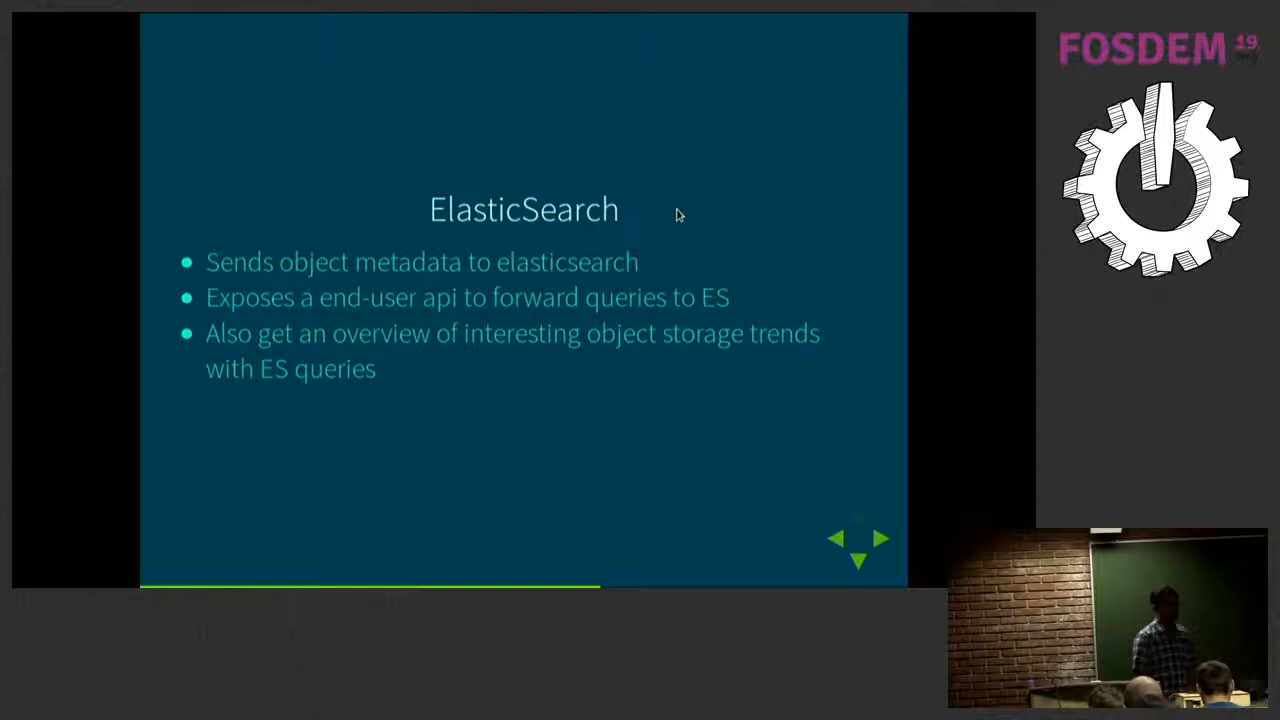 FOSDEM 19
ElasticSearch
Sends object metadata to elasticsearch
Exposes a end-user api to forward queries to ES
Also get an overview of interesting object storage trends
with ES queries